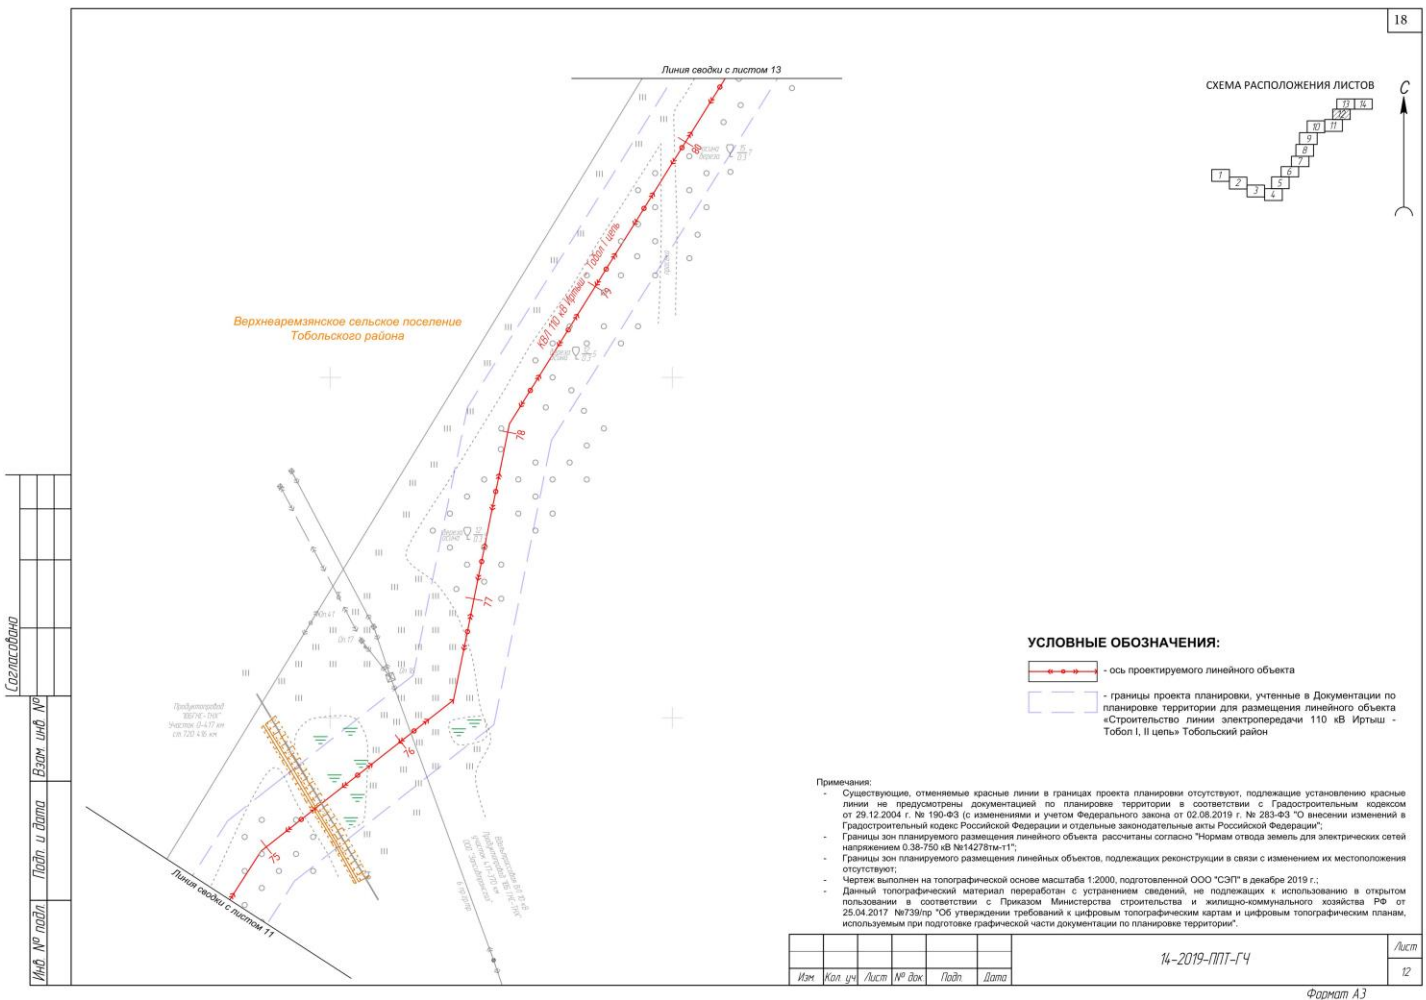 18
Линия сводки с листом 13
СХЕМА РАСПОЛОЖЕНИЯ ЛИСТОВ
С
13 14
12
10 11
9
8
7
1 6
2 5
3 4
80
КВЛ 110 кВ Иртыш - Тобол I цепь
79
Верхнеаремзянское сельское поселение
Тобольского района
78
77
Оп.17
76
Продуктопровод
Участок 0-417 км
75
Линия сводки с листом 11
УСЛОВНЫЕ ОБОЗНАЧЕНИЯ:
- ось проектируемого линейного объекта
- границы проекта планировки, учтенные в Документации по
планировке территории для размещения линейного объекта
«Строительство линии электропередачи 110 кВ Иртыш -
Тобол I, II цепь» Тобольский район
Примечания:
- Существующие, отменяемые красные линии в границах проекта планировки отсутствуют, подлежащие установлению красные
линии не предусмотрены документацией по планировке территории в соответствии с Градостроительным кодексом
от 29.12.2004 г. № 190-ФЗ (с изменениями и учетом Федерального закона от 02.08.2019 г. № 283-ФЗ "О внесении изменений в
Градостроительный кодекс Российской Федерации и отдельные законодательные акты Российской Федерации";
- Границы зон планируемого размещения линейного объекта рассчитаны согласно "Нормам отвода земель для электрических сетей
напряжением 0.38-750 кВ №14278тм-т1";
- Границы зон планируемого размещения линейных объектов, подлежащих реконструкции в связи с изменением их местоположения
отсутствуют;
- Чертеж выполнен на топографической основе масштаба 1:2000, подготовленной ООО "СЭП" в декабре 2019 г.;
- Данный топографический материал переработан с устранением сведений, не подлежащих к использованию в открытом
пользовании в соответствии с Приказом Министерства строительства и жилищно-коммунального хозяйства РФ от
25.04.2017 №739/пр "Об утверждении требований к цифровым топографическим картам и цифровым топографическим планам,
используемым при подготовке графической части документации по планировке территории".
Согласовано
Взам. инв. №
Подп. и дата
Инв. № подл.
Изм. Кол. уч Лист № док Подп. Дата
14-2019-ППТ-ГЧ
Лист
12
Формат А3